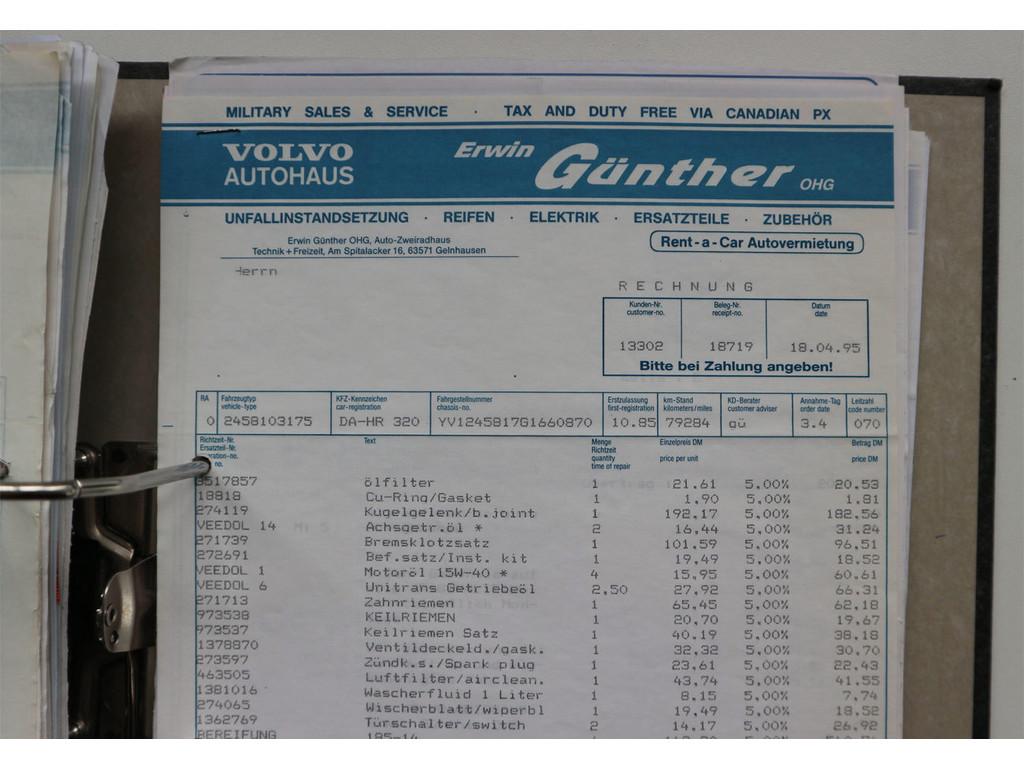 MILITARY SALES & SERVICE · TAX AND DUTY FREE VIA CANADIAN PX
VOLVO
AUTOHAUS
Erwin Günther OHG
UNFALLINSTANDSETZUNG · REIFEN · ELEKTRIK · ERSATZTEILE · ZUBEHÖR
Erwin Günther OHG, Auto-Zweiradhaus
Technik + Freizeit, Am Spitalacker 16, 63571 Gelnhausen
Rent-a-Car Autovermietung
Herrn
RECHNUNG
Kunden-Nr. Beleg-Nr. Datum
customer-no. receipt-no. date
13302 18719 18.04.95
Bitte bei Zahlung angeben!
RA Fahrzeugtyp KFZ-Kennzeichen Fahrgestellnummer Erstzulassung km-Stand KD-Berater Annahme-Tag Leitzahl
vehicle-type car-registration chassis-no. first-registration kilometers/miles customer adviser order date code number
0 2458103175 DA-HR 320 YV1245817G1660870 10.85 79284 gü 3.4 070
Richtzeit-Nr. Text Menge Einzelpreis DM Betrag DM
Ersatzteil-Nr. Richtzeit
quantity price per unit price DM
no. time of repair
3517857 ölfilter 1 21,61 5,00% 20,53
18818 Cu-Ring/Gasket 1 1,90 5,00% 1,81
274119 Kugelgelenk/b.joint 1 192,17 5,00% 182,56
VEEDOL 14 Achsgetr.öl * 2 16,44 5,00% 31,24
271739 Bremsklotzsatz 1 101,59 5,00% 96,51
272691 Bef.satz/Inst. kit 1 19,49 5,00% 18,52
VEEDOL 1 Motoröl 15W-40 * 4 15,95 5,00% 60,61
VEEDOL 6 Unitrans Getriebeöl 2,50 27,92 5,00% 66,31
271713 Zahnriemen 1 65,45 5,00% 62,18
973538 KEILRIEMEN 1 20,70 5,00% 19,67
973537 Keilriemen Satz 1 40,19 5,00% 38,18
1378870 Ventildeckeld./gask. 1 32,32 5,00% 30,70
273597 Zündk.s./Spark plug 1 23,61 5,00% 22,43
463505 Luftfilter/airclean. 1 43,74 5,00% 41,55
1381016 Wascherfluid 1 Liter 1 8,15 5,00% 7,74
274065 Wischerblatt/wiperbl 1 19,49 5,00% 18,52
1362769 Türschalter/switch 2 14,17 5,00% 26,92
BEREIFUNG 185-14